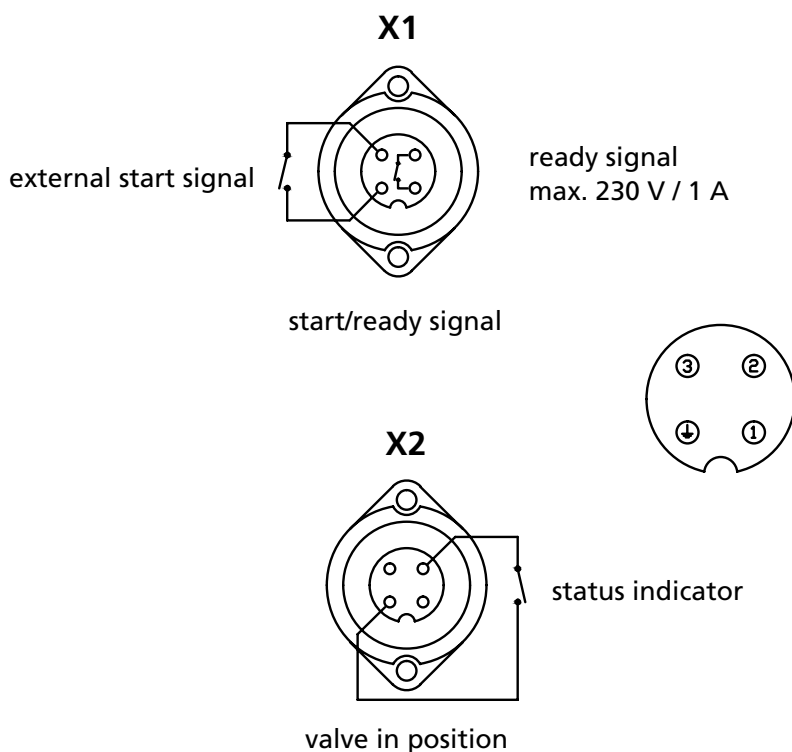 X1
external start signal
ready signal
max. 230 V / 1 A
start/ready signal
3 2
1
X2
status indicator
valve in position